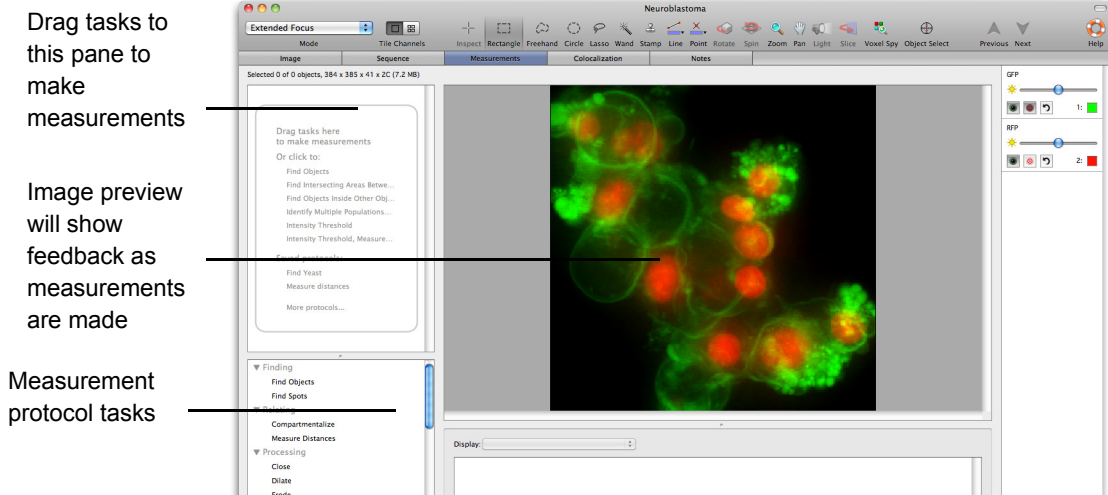 Drag tasks to
this pane to
make
measurements
Image preview
will show
feedback as
measurements
are made
Measurement
protocol tasks
Neuroblastoma
Extended Focus
Mode
Tile Channels
Inspect Rectangle Freehand Circle Lasso Wand Stamp Line Point Rotate Spin Zoom Pan Light Slice Voxel Spy Object Select
Previous Next
Help
Image Sequence Measurements Colocalization Notes
Selected 0 of 0 objects, 384 x 385 x 41 x 2C (7.2 MB)
Drag tasks here
to make measurements
Or click to:
Find Objects
Find Intersecting Areas Betwe...
Find Objects Inside Other Obj...
Identify Multiple Populations...
Intensity Threshold
Intensity Threshold, Measure...
Saved protocols:
Find Yeast
Measure distances
More protocols...
Finding
Find Objects
Find Spots
Relating
Compartmentalize
Measure Distances
Processing
Close
Dilate
Erode
Display:
GFP
1:
RFP
2: